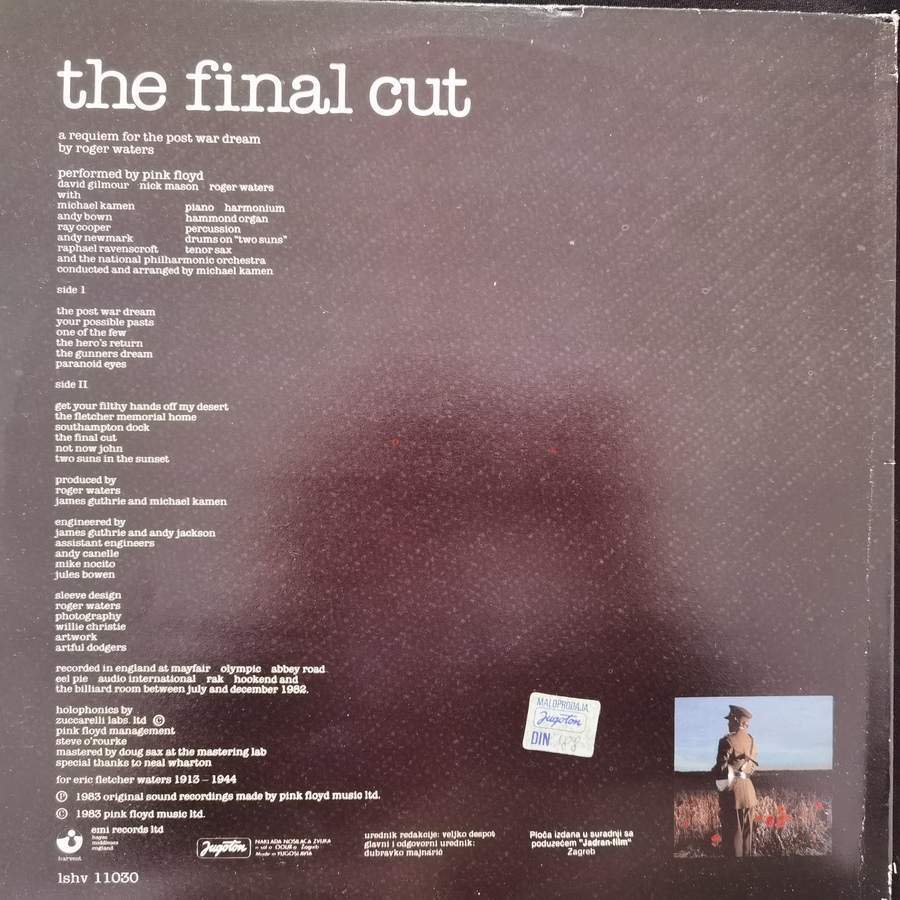 the final cut
a requiem for the post war dream
by roger waters
performed by pink floyd
david gilmour nick mason roger waters
with
michael kamen piano harmonium
andy bown hammond organ
ray cooper percussion
andy newmark drums on "two suns"
raphael ravenscroft tenor sax
and the national philharmonic orchestra
conducted and arranged by michael kamen
side I
the post war dream
your possible pasts
one of the few
the hero's return
the gunners dream
paranoid eyes
side II
get your filthy hands off my desert
the fletcher memorial home
southampton dock
the final cut
not now john
two suns in the sunset
produced by
roger waters
james guthrie and michael kamen
engineered by
james guthrie and andy jackson
assistant engineers
andy canelle
mike nocito
jules bowen
sleeve design
roger waters
photography
willie christie
artwork
artful dodgers
recorded in england at mayfair olympic abbey road
eel pie audio international rak hookend and
the billiard room between july and december 1982.
holophonics by
zuccarelli labs. ltd ©
pink floyd management
steve o'rourke
mastered by doug sax at the mastering lab
special thanks to neal wharton
for eric fletcher waters 1913 – 1944
℗ 1983 original sound recordings made by pink floyd music ltd.
© 1983 pink floyd music ltd.
emi records ltd
hayes
middlesex
england
harvest
lshv 11030
Jugoton
NAKLADA NOSILACA ZVUKA
Zagreb
Made in YUGOSLAVIA
urednik redakcije: veljko despot
glavni i odgovorni urednik:
dubravko majnarić
Ploča izdana u suradnji sa
poduzećem "Jadran-film"
Zagreb
MALOPRODAJA
Jugoton
DIN